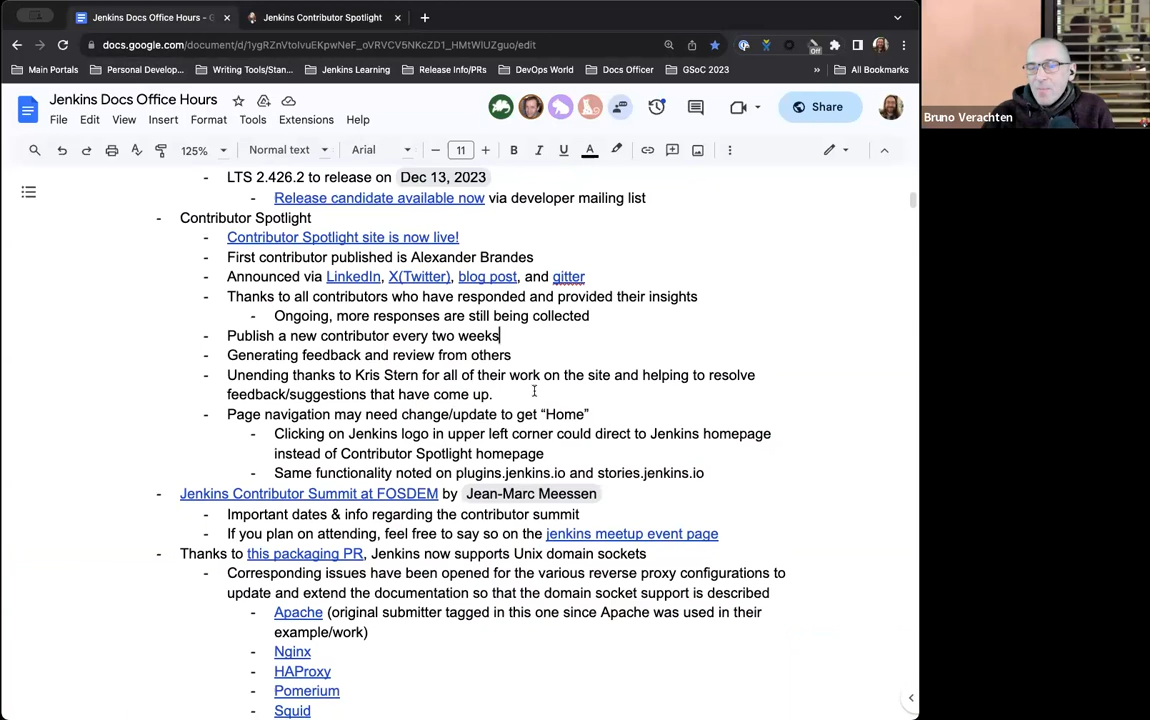 Jenkins Docs Office Hours - G
Jenkins Contributor Spotlight
docs.google.com/document/d/1ygRZnVtoIvuEKpwNeF_oVRVCV5NKcZD1_HMtWlUZguo/edit
Off
Main Portals
Personal Develop...
Writing Tools/Stan...
Jenkins Learning
Release Info/PRs
DevOps World
Docs Officer
GSoC 2023
»
All Bookmarks
Jenkins Docs Office Hours
Share
File Edit View Insert Format Tools Extensions Help
125% Normal text Arial − 11 + B I U A
- LTS 2.426.2 to release on Dec 13, 2023
- Release candidate available now via developer mailing list
- Contributor Spotlight
- Contributor Spotlight site is now live!
- First contributor published is Alexander Brandes
- Announced via LinkedIn, X(Twitter), blog post, and gitter
- Thanks to all contributors who have responded and provided their insights
- Ongoing, more responses are still being collected
- Publish a new contributor every two weeks
- Generating feedback and review from others
- Unending thanks to Kris Stern for all of their work on the site and helping to resolve
feedback/suggestions that have come up.
- Page navigation may need change/update to get “Home”
- Clicking on Jenkins logo in upper left corner could direct to Jenkins homepage
instead of Contributor Spotlight homepage
- Same functionality noted on plugins.jenkins.io and stories.jenkins.io
- Jenkins Contributor Summit at FOSDEM by Jean-Marc Meessen
- Important dates & info regarding the contributor summit
- If you plan on attending, feel free to say so on the jenkins meetup event page
- Thanks to this packaging PR, Jenkins now supports Unix domain sockets
- Corresponding issues have been opened for the various reverse proxy configurations to
update and extend the documentation so that the domain socket support is described
- Apache (original submitter tagged in this one since Apache was used in their
example/work)
- Nginx
- HAProxy
- Pomerium
- Squid
Bruno Verachten